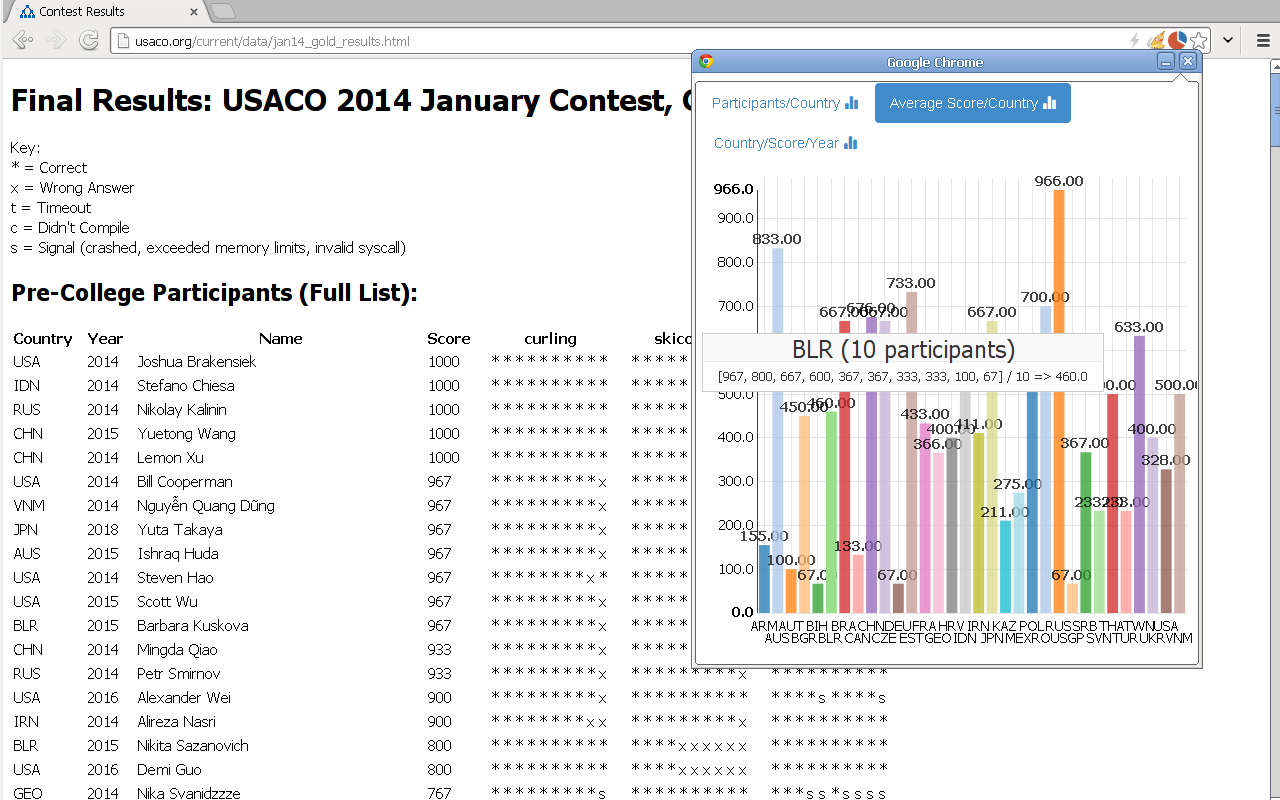 Contest Results
usaco.org/current/data/jan14_gold_results.html
Final Results: USACO 2014 January Contest,
Key:
* = Correct
x = Wrong Answer
t = Timeout
c = Didn't Compile
s = Signal (crashed, exceeded memory limits, invalid syscall)
Pre-College Participants (Full List):
Country Year Name Score curling
USA 2014 Joshua Brakensiek 1000 * * * * * * * * * * * * * * *
IDN 2014 Stefano Chiesa 1000 * * * * * * * * * * * * * * *
RUS 2014 Nikolay Kalinin 1000 * * * * * * * * * * * * * * *
CHN 2015 Yuetong Wang 1000 * * * * * * * * * * * * * * *
CHN 2014 Lemon Xu 1000 * * * * * * * * * * * * * * *
USA 2014 Bill Cooperman 967 * * * * * * * * * x * * * * *
VNM 2014 Nguyễn Quang Dũng 967 * * * * * * * * * x * * * * *
JPN 2018 Yuta Takaya 967 * * * * * * * * * x * * * * *
AUS 2015 Ishraq Huda 967 * * * * * * * * * x * * * * *
USA 2014 Steven Hao 967 * * * * * * * * x * * * * * *
USA 2015 Scott Wu 967 * * * * * * * * * x * * * * *
BLR 2015 Barbara Kuskova 967 * * * * * * * * * x * * * * *
CHN 2014 Mingda Qiao 933 * * * * * * * * * x * * * * *
RUS 2014 Petr Smirnov 933 * * * * * * * * * x * * * * * * * * * x * * * * * * * * * *
USA 2016 Alexander Wei 900 * * * * * * * * * x * * * * * * * * * * * * * * s * * * * s
IRN 2014 Alireza Nasri 900 * * * * * * * * x x * * * * * * * * * x * * * * * * * * * *
BLR 2015 Nikita Sazanovich 800 * * * * * * * * * * * * * * x x x x x x * * * * * * * * * *
USA 2016 Demi Guo 800 * * * * * * * * * * * * * * x x x x x x * * * * * * * * * *
GEO 2014 Nika Svanidzzze 767 * * * * * * * * * s * * * * * * * * * * * * * s s * s s s s
Google Chrome
Participants/Country
Average Score/Country
Country/Score/Year
966.0
900.0
800.0
700.0
500.0
400.0
300.0
200.0
100.0
0.0
966.00
833.00
733.00
700.00
667.00
676.00
667.00
667.00
633.00
BLR (10 participants)
[967, 800, 667, 600, 367, 367, 333, 333, 100, 67] / 10 => 460.0
500.00
450.00
460.00
433.00
400.00
411.00
366.00
367.00
400.00
328.00
275.00
211.00
233.00
233.00
155.00
133.00
100.00
67.00
67.00
67.00
ARM AUT BIH BRA CHN DEU FRA HRV IRN KAZ POL RUS SRB THA TWN USA
AUS BGR BLR CAN CZE EST GEO IDN JPN MEX ROU SGP SVN TUR UKR VNM